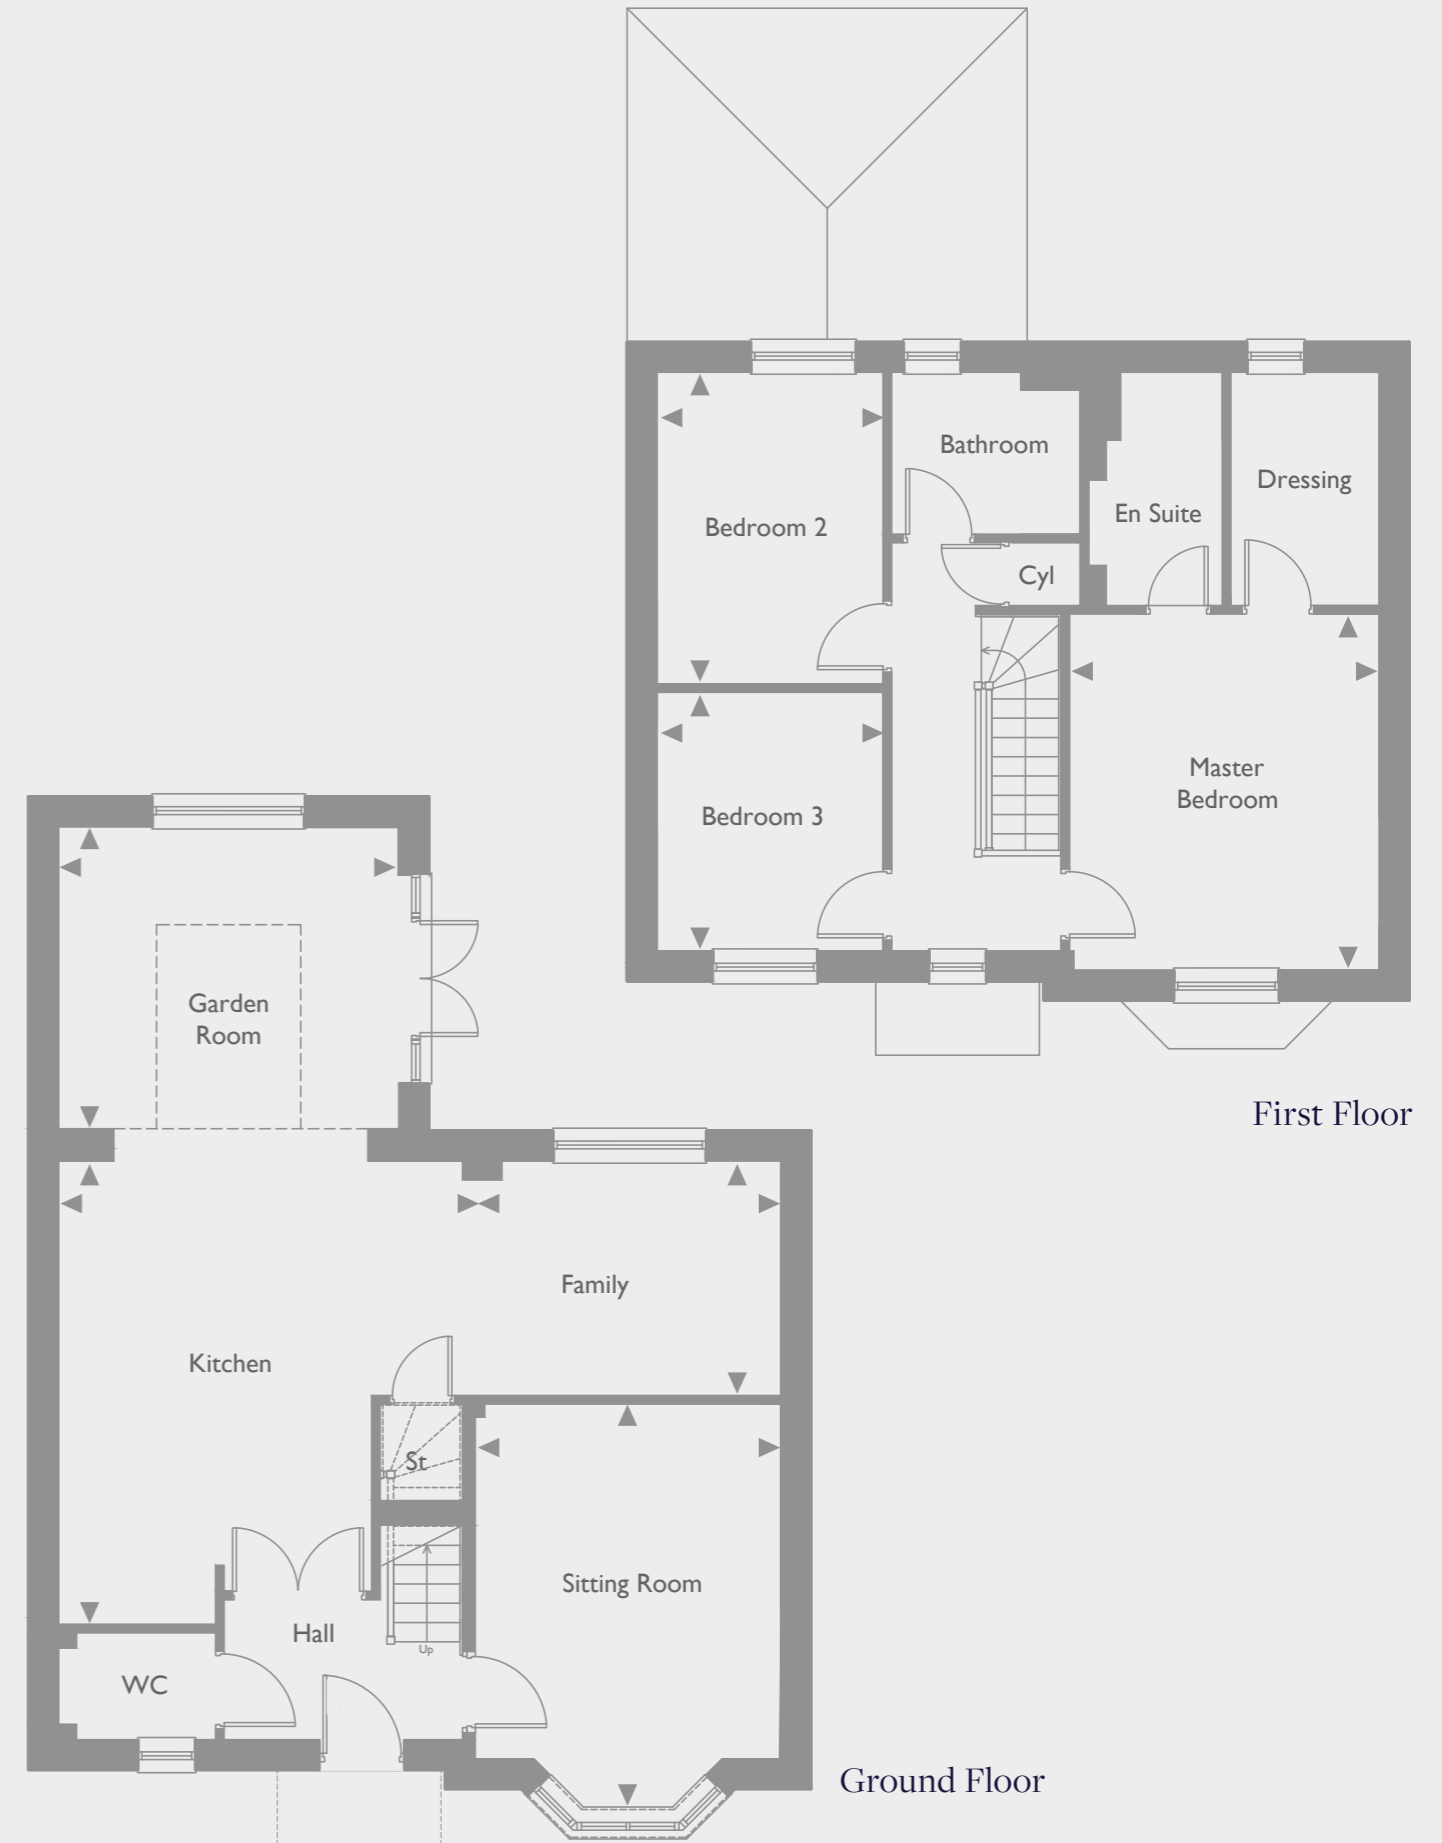 Bathroom
Dressing
En Suite
Bedroom 2
Cyl
Master
Bedroom
Bedroom 3
First Floor
Garden
Room
Family
Kitchen
St
Sitting Room
Hall
Up
WC
Ground Floor